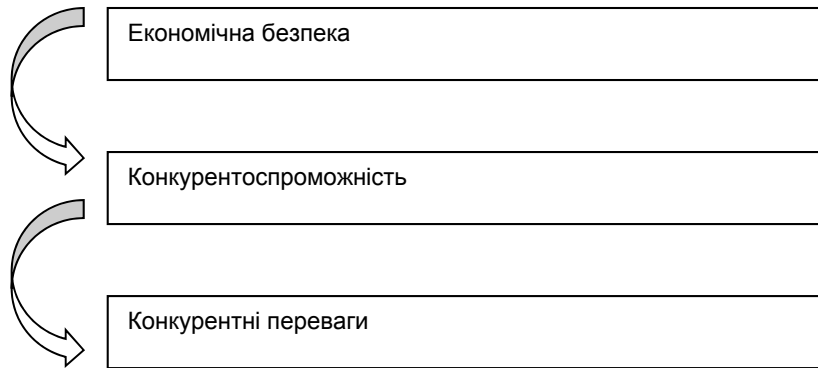 Економічна безпека
Конкурентоспроможність
Конкурентні переваги